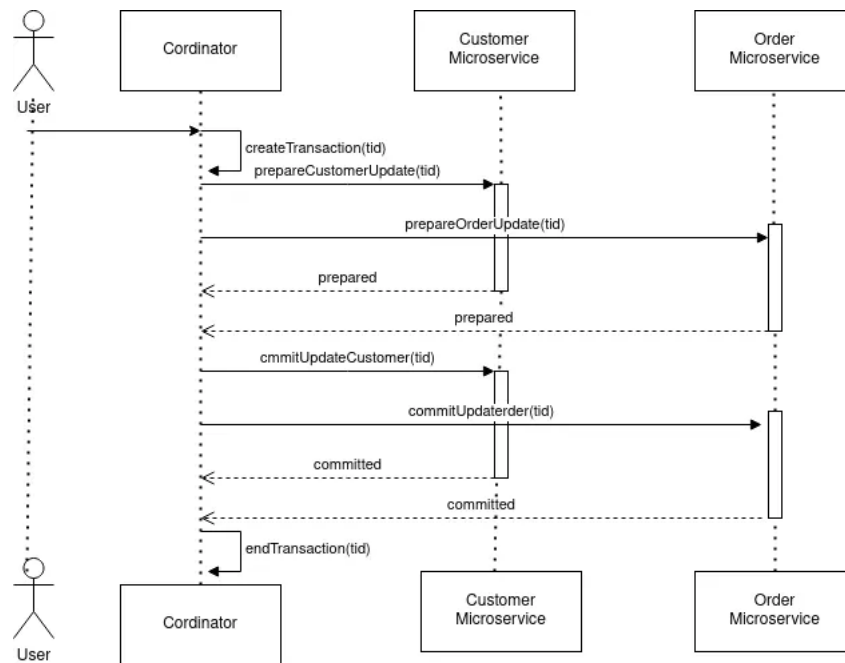 Cordinator
Customer
Microservice
Order
Microservice
User
createTransaction(tid)
prepareCustomerUpdate(tid)
prepareOrderUpdate(tid)
prepared
prepared
cmmitUpdateCustomer(tid)
commitUpdaterder(tid)
committed
committed
endTransaction(tid)
Cordinator
Customer
Microservice
Order
Microservice
User